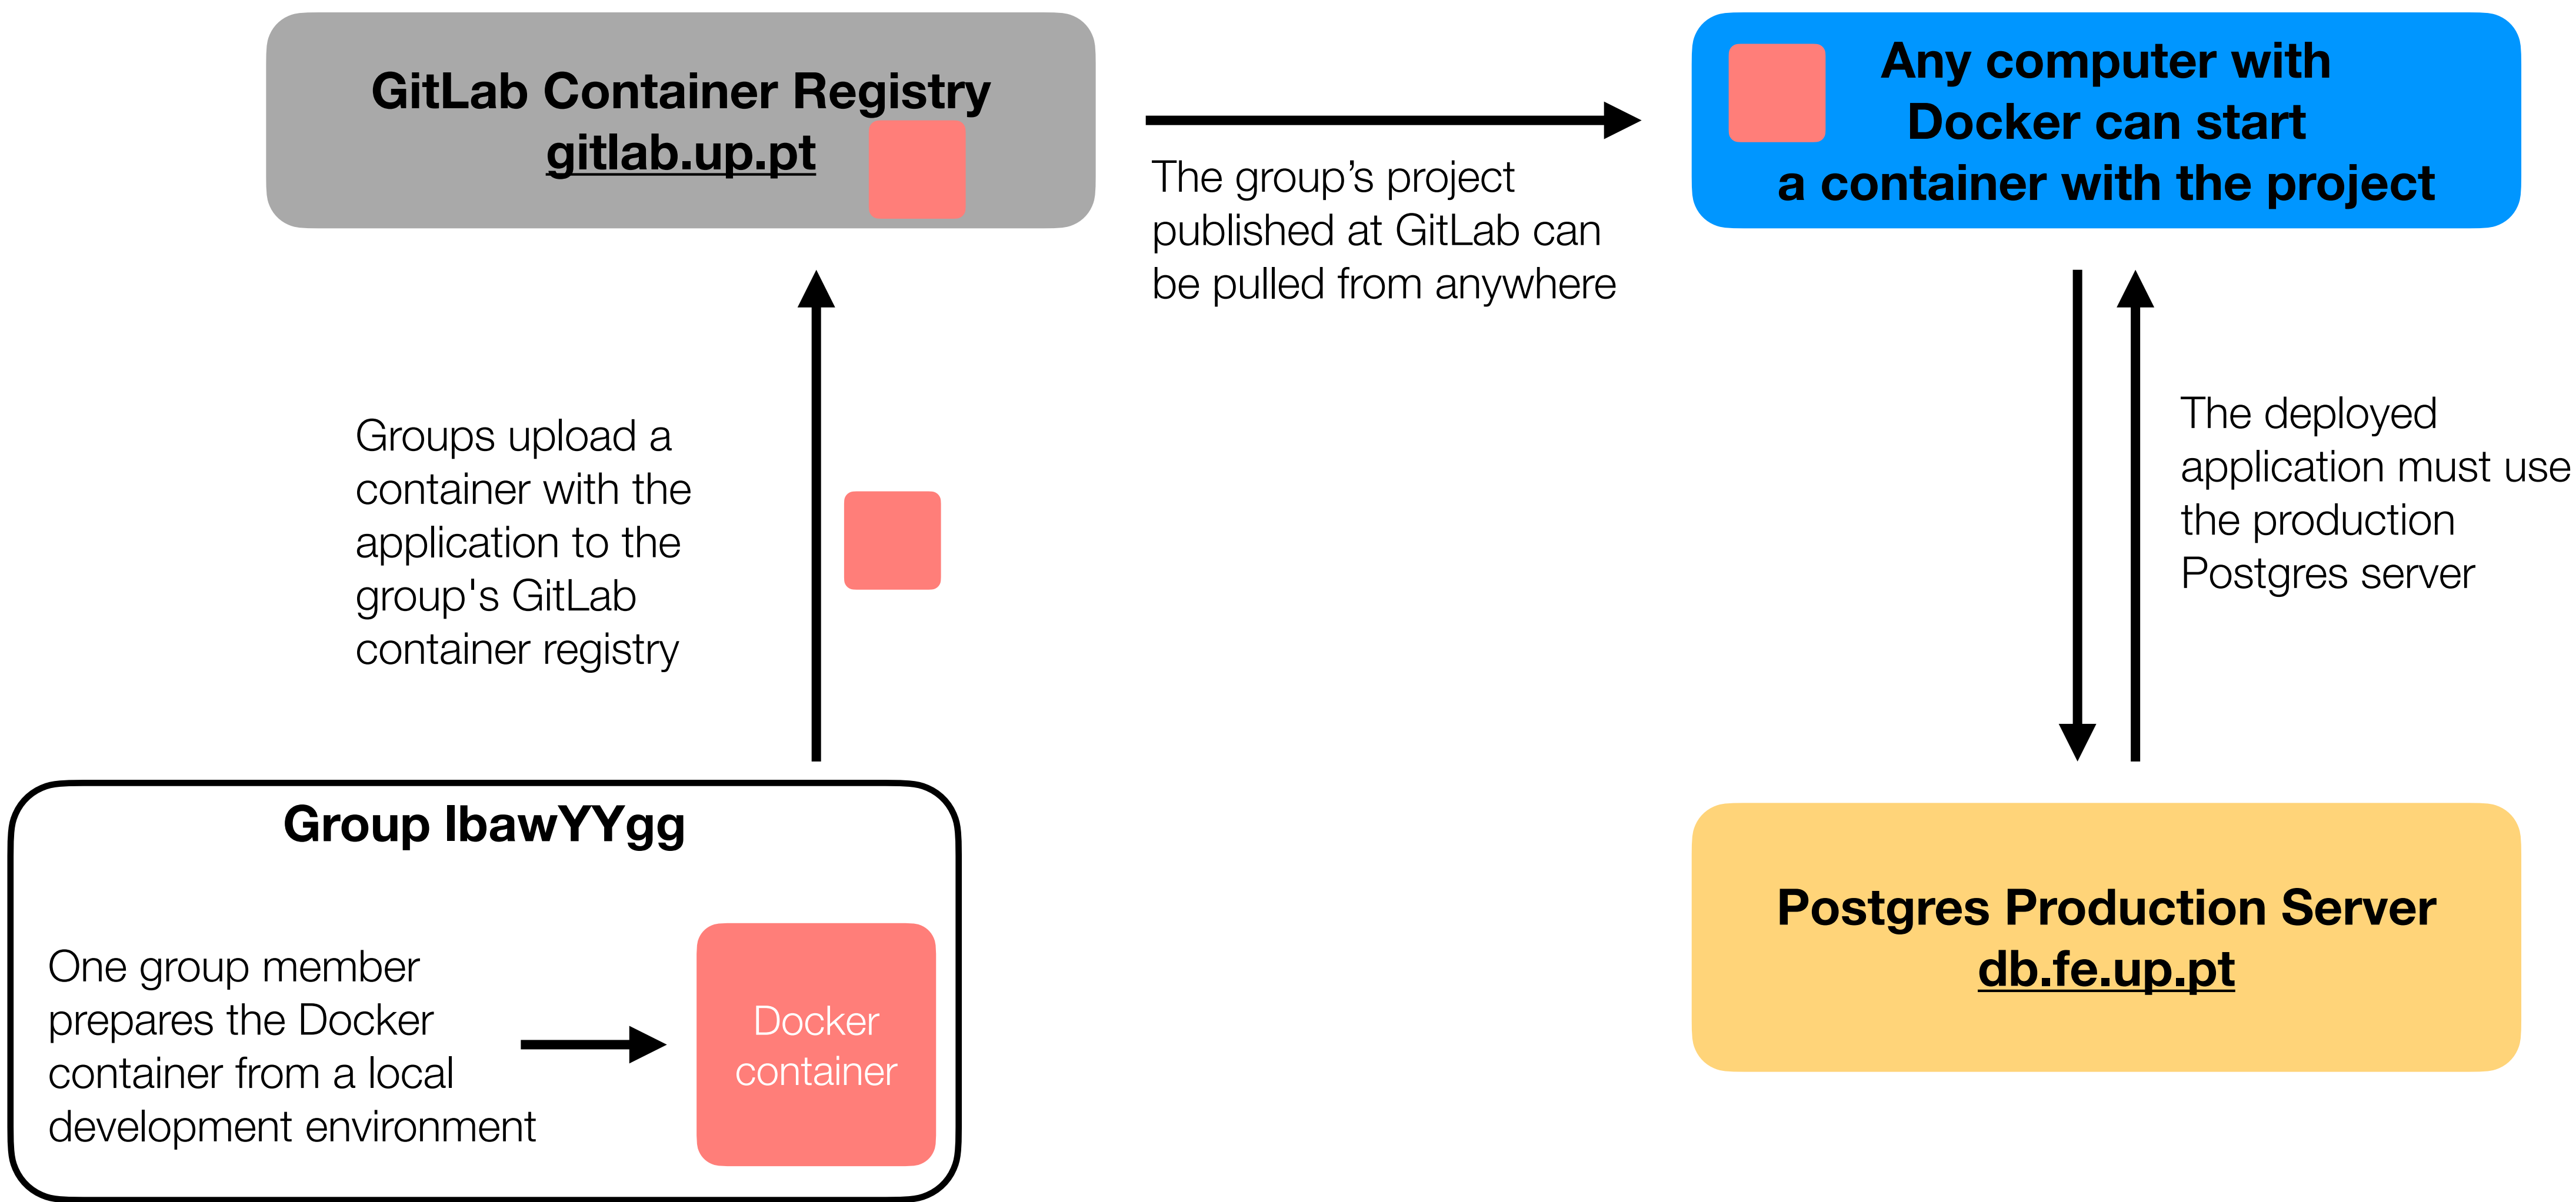 GitLab Container Registry
gitlab.up.pt
The group’s project
published at GitLab can
be pulled from anywhere
Any computer with
Docker can start
a container with the project
Groups upload a
container with the
application to the
group's GitLab
container registry
The deployed
application must use
the production
Postgres server
Group lbawYYgg
One group member
prepares the Docker
container from a local
development environment
Docker
container
Postgres Production Server
db.fe.up.pt